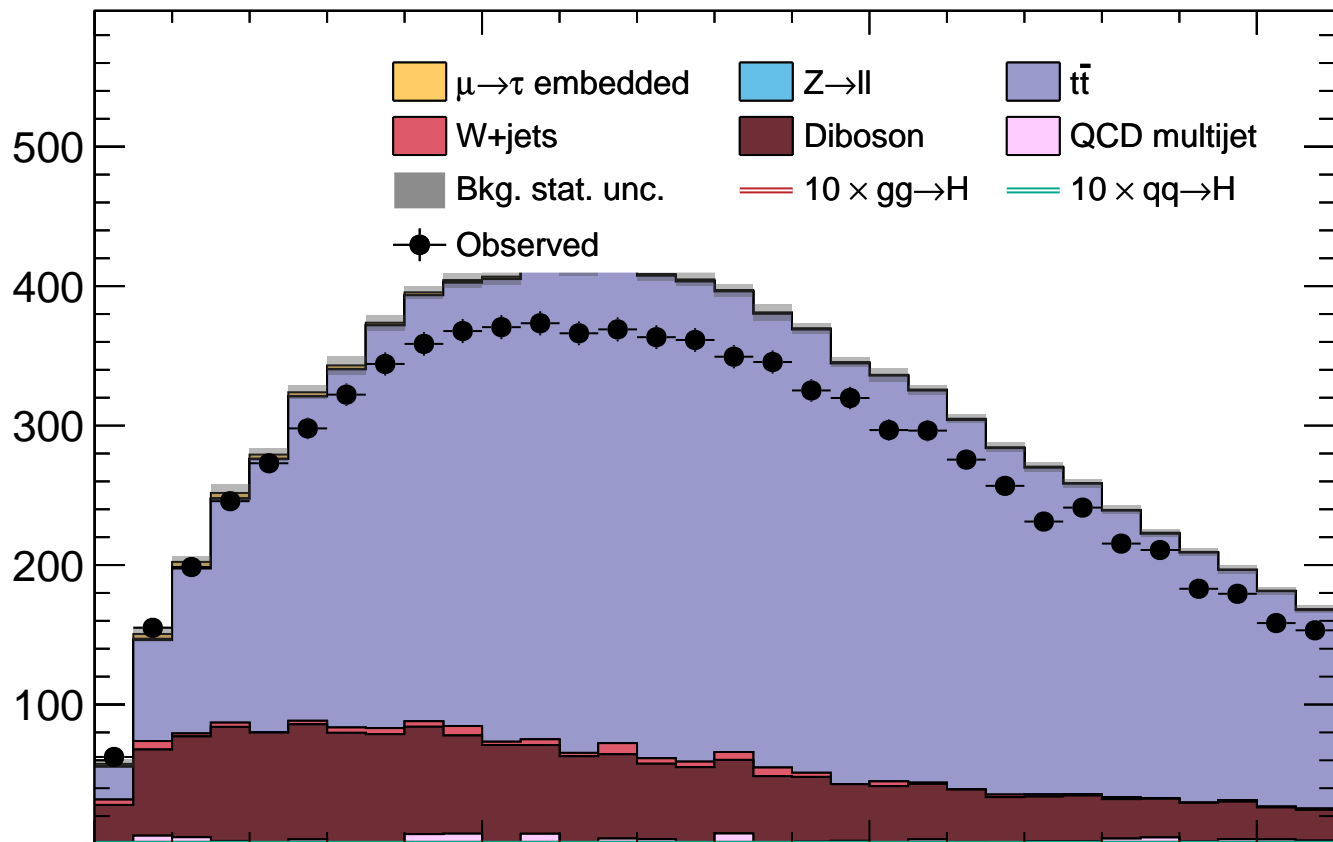 μ→τ embedded Z→ll tt̄
W+jets Diboson QCD multijet
Bkg. stat. unc. 10 × gg→H 10 × qq→H
Observed
500
400
300
200
100